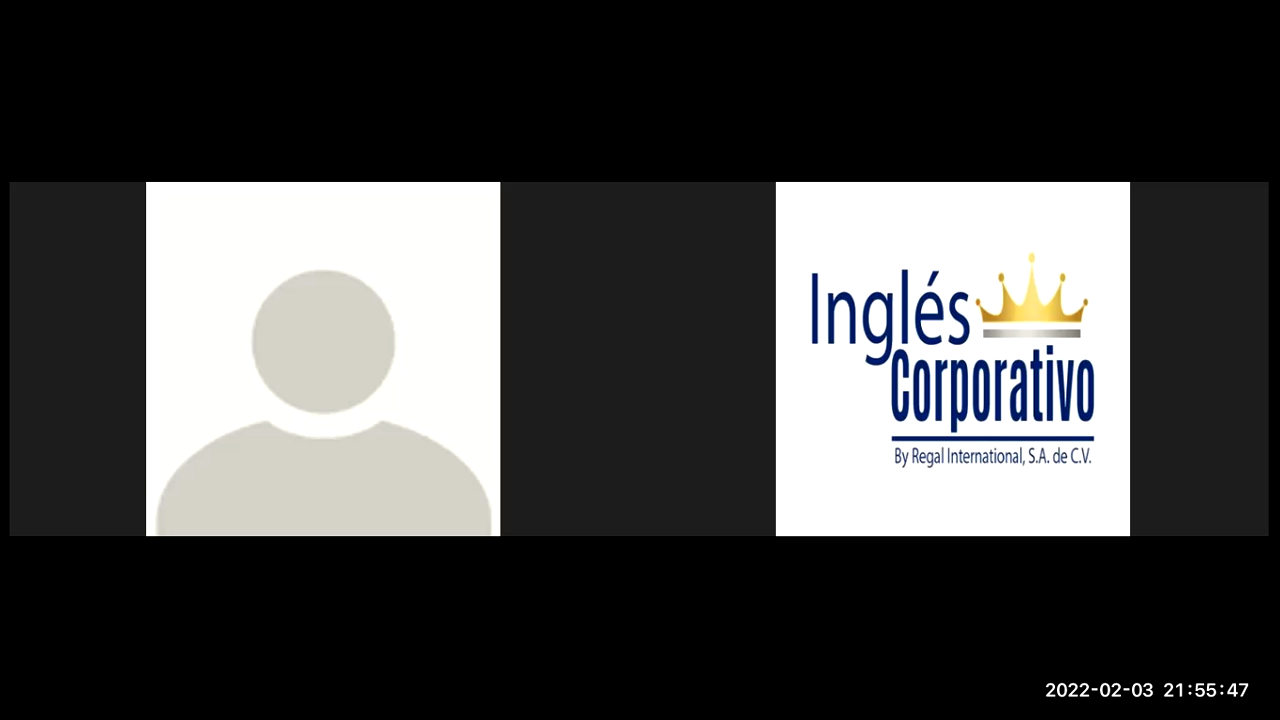 Inglés
Corporativo
By Regal International, S.A. de C.V.
2022-02-03 21:55:47